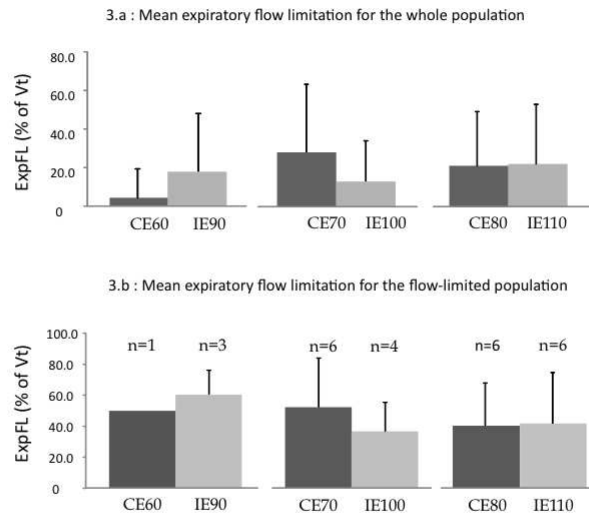 3.a : Mean expiratory flow limitation for the whole population
ExpFL (% of Vt)
80.0
60.0
40.0
20.0
0
CE60 IE90 CE70 IE100 CE80 IE110
3.b : Mean expiratory flow limitation for the flow-limited population
ExpFL (% of Vt)
100.0
80.0
60.0
40.0
20.0
0
n=1 n=3 n=6 n=4 n=6 n=6
CE60 IE90 CE70 IE100 CE80 IE110